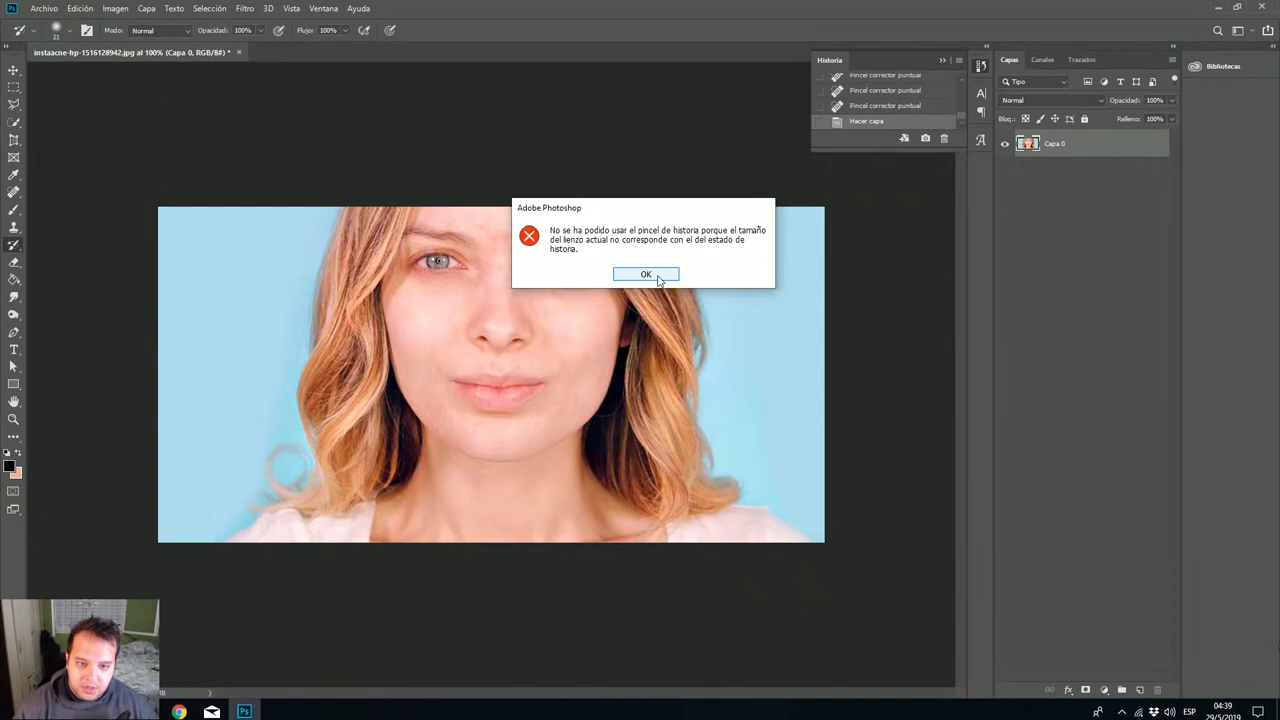 Ps Archivo Edición Imagen Capa Texto Selección Filtro 3D Vista Ventana Ayuda
21 Modo: Normal Opacidad: 100% Flujo: 100%
instaacne-hp-1516128942.jpg al 100% (Capa 0, RGB/8#) * ×
Historia
Pincel corrector puntual
Pincel corrector puntual
Pincel corrector puntual
Hacer capa
Capas Canales Trazados
Tipo
Normal Opacidad: 100%
Bloq.: Relleno: 100%
Capa 0
Bibliotecas
Adobe Photoshop
No se ha podido usar el pincel de historia porque el tamaño
del lienzo actual no corresponde con el del estado de
historia.
OK
fx
Ps
ESP
04:39
29/5/2019